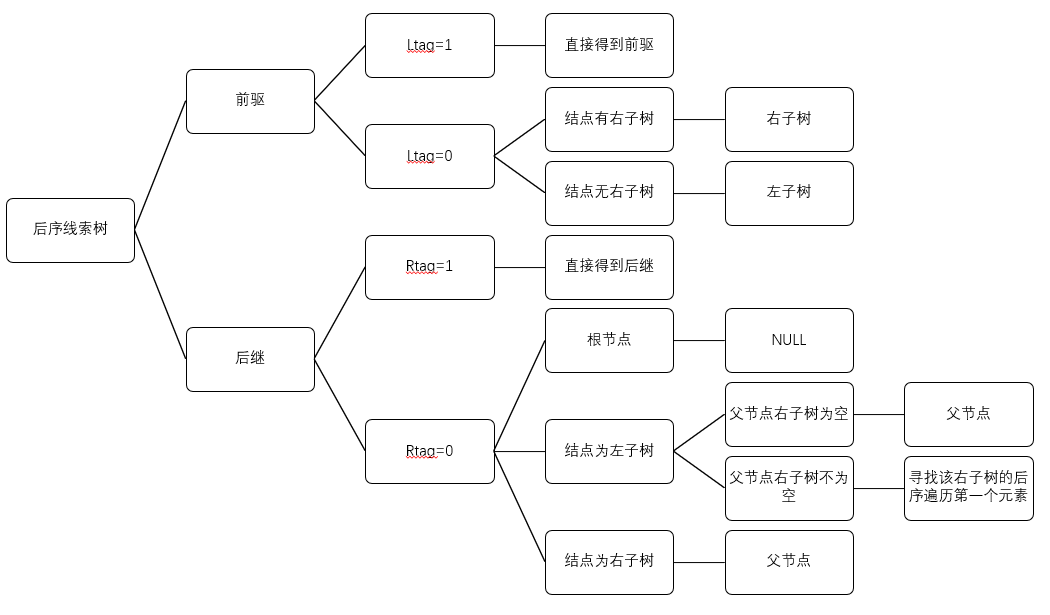 后序线索树
前驱
Ltag=1
直接得到前驱
Ltag=0
结点有右子树
右子树
结点无右子树
左子树
后继
Rtag=1
直接得到后继
Rtag=0
根节点
NULL
结点为左子树
父节点右子树为空
父节点
父节点右子树不为
空
寻找该右子树的后
序遍历第一个元素
结点为右子树
父节点